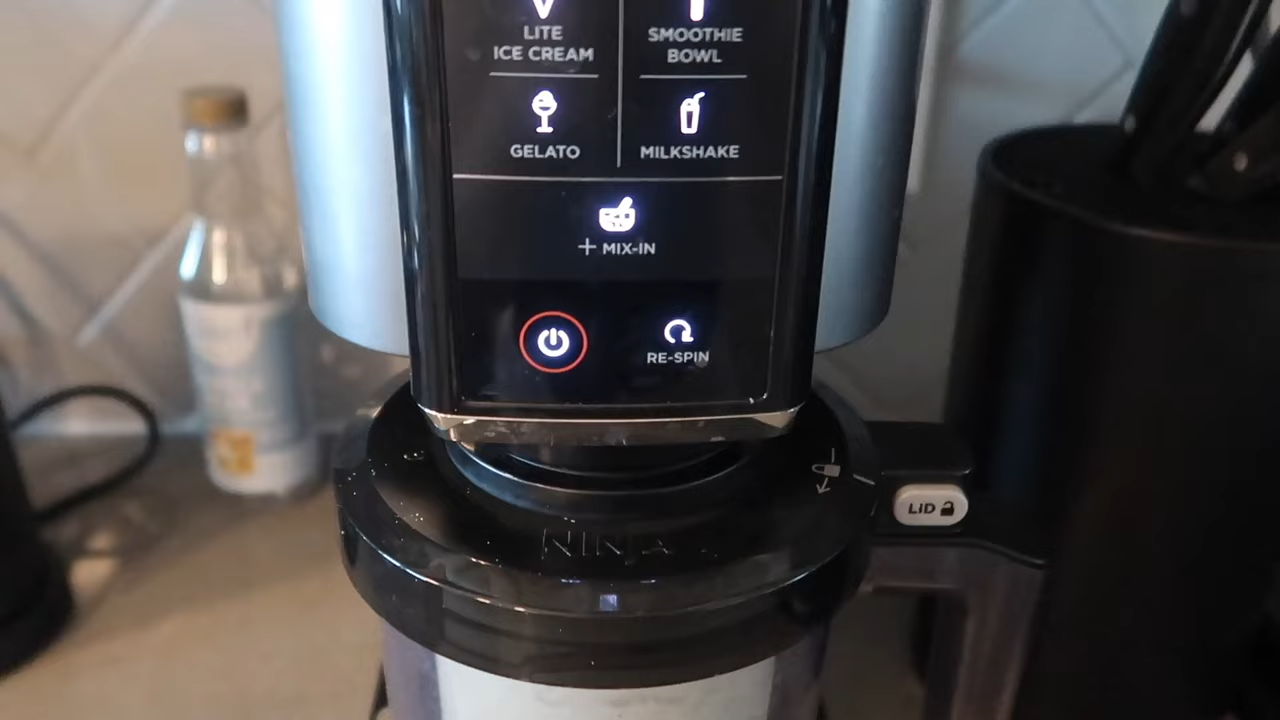 LITE
ICE CREAM
SMOOTHIE
BOWL
GELATO
MILKSHAKE
+ MIX-IN
RE-SPIN
LID
NINJA